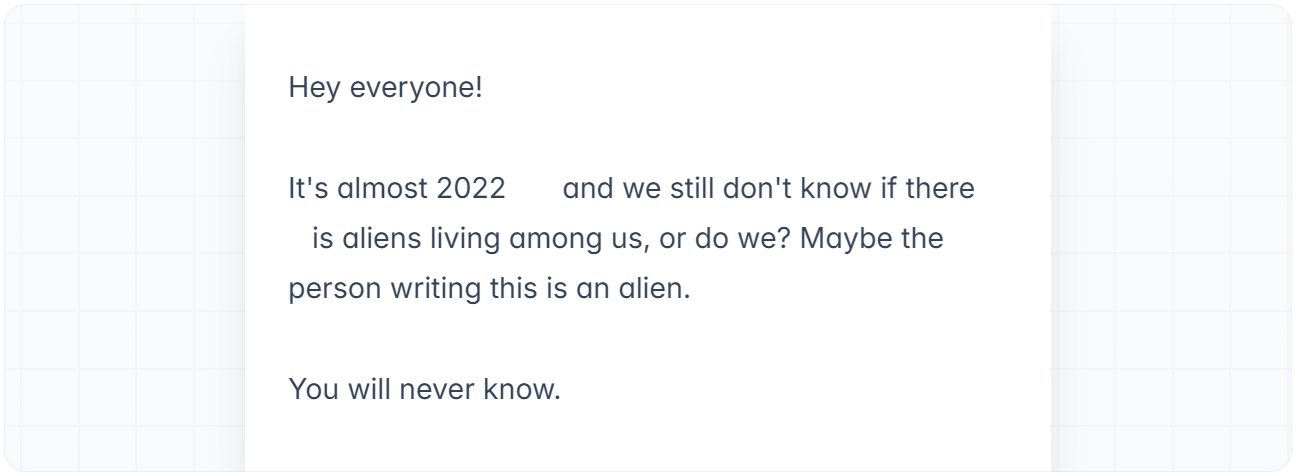 Hey everyone!
It's almost 2022       and we still don't know if there
   is aliens living among us, or do we? Maybe the
person writing this is an alien.
You will never know.